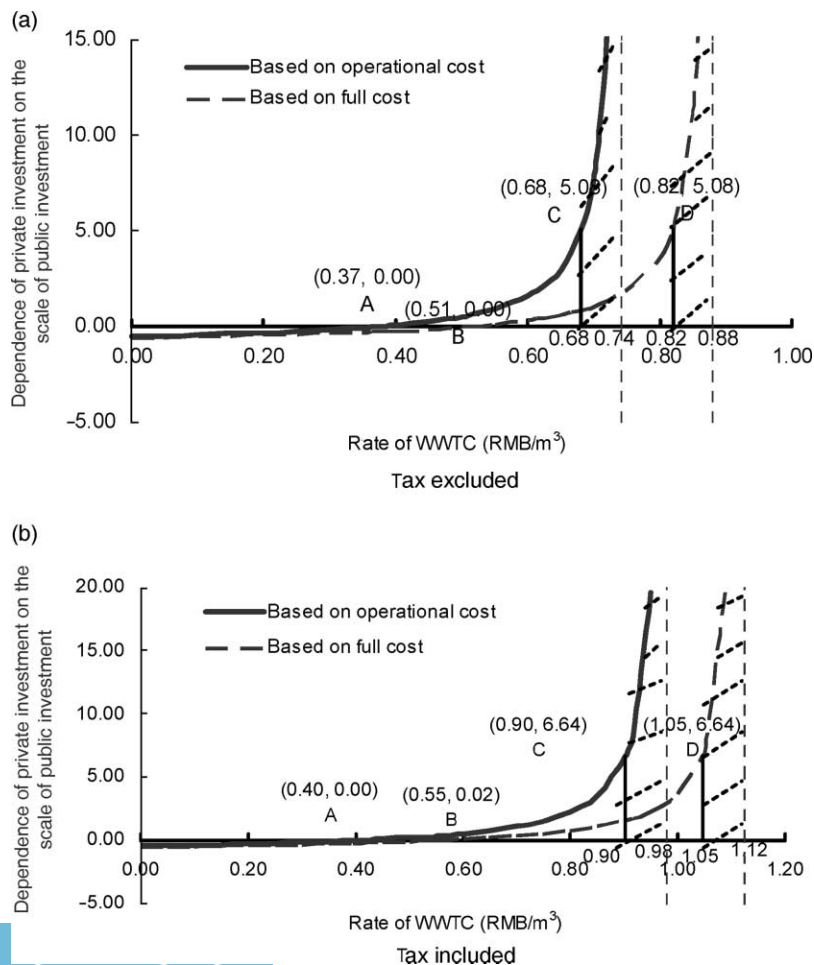 (a)
Dependence of private investment on the
scale of public investment
15.00
10.00
5.00
0.00
-5.00
Based on operational cost
Based on full cost
(0.68, 5.08)
C
(0.82, 5.08)
D
(0.37, 0.00)
A
(0.51, 0.00)
B
0.68
0.74
0.82
0.88
0.00
0.20
0.40
0.60
0.80
1.00
Rate of WWTC (RMB/m³)
Tax excluded
(b)
Dependence of private investment on the
scale of public investment
20.00
15.00
10.00
5.00
0.00
-5.00
Based on operational cost
Based on full cost
(0.90, 6.64)
C
(1.05, 6.64)
D
(0.40, 0.00)
A
(0.55, 0.02)
B
0.90
0.98
1.05
1.12
0.00
0.20
0.40
0.60
0.80
1.00
1.20
Rate of WWTC (RMB/m³)
Tax included